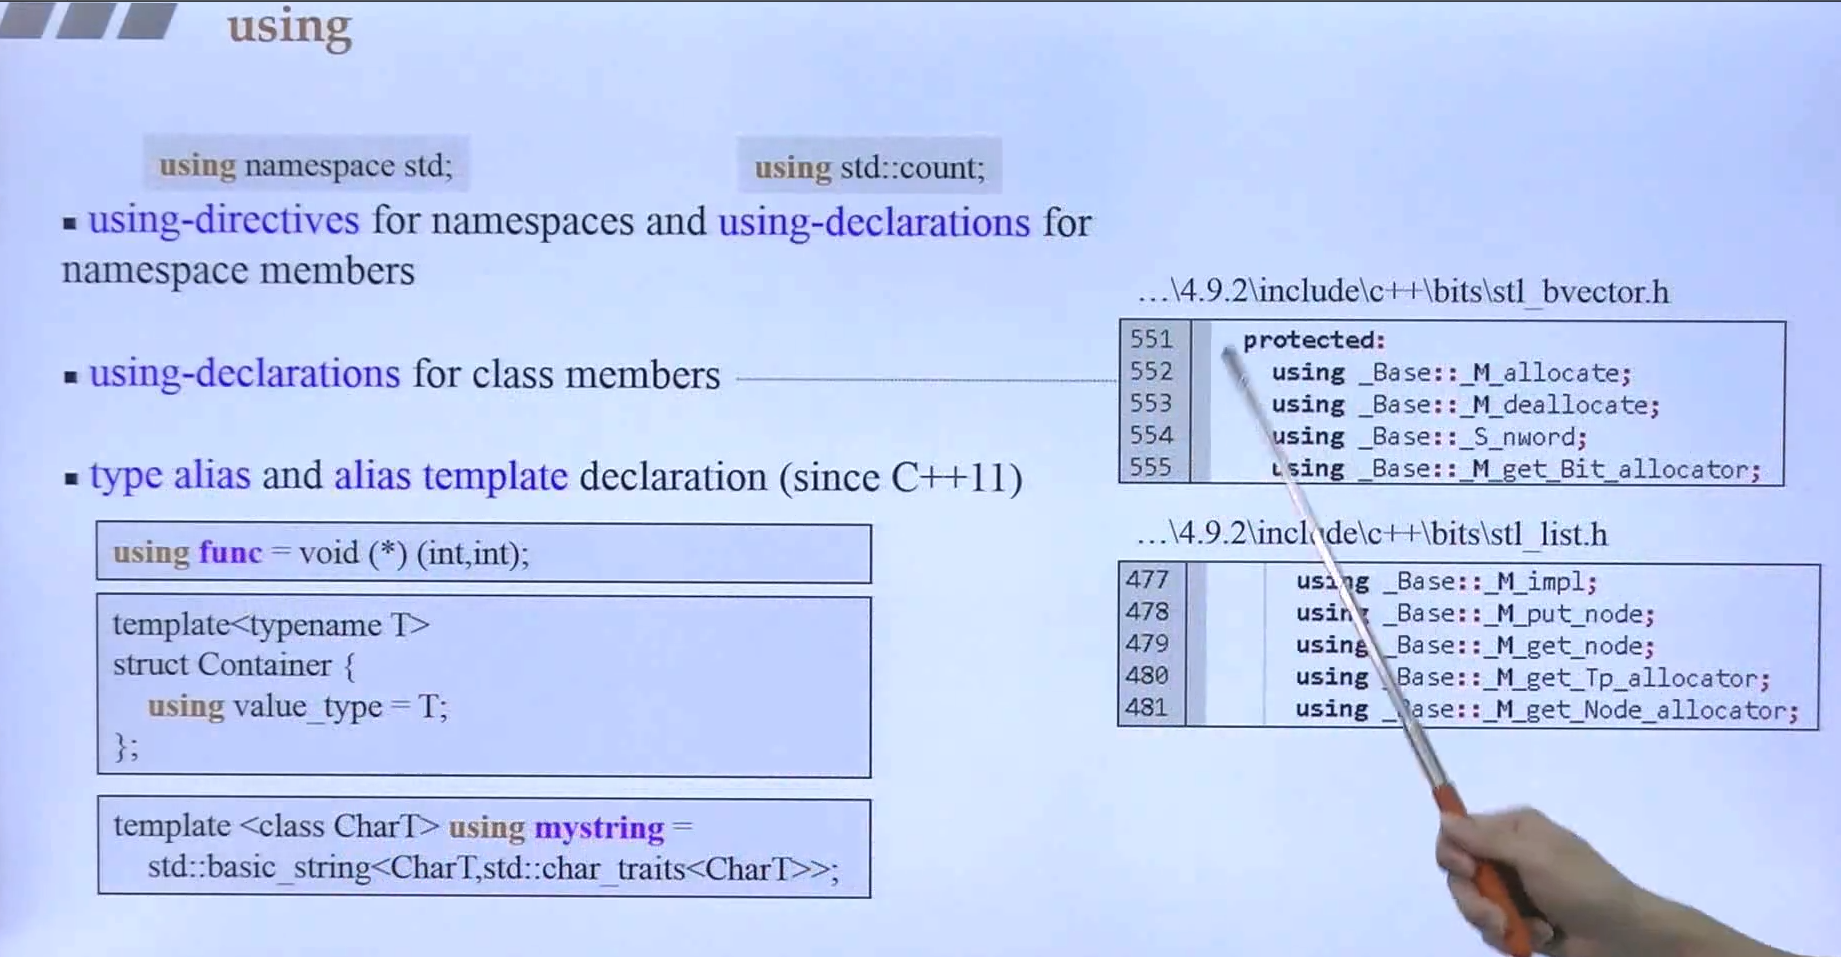 using
using namespace std;
using std::count;
▪ using-directives for namespaces and using-declarations for
namespace members
▪ using-declarations for class members
▪ type alias and alias template declaration (since C++11)
using func = void (*) (int,int);
template<typename T>
struct Container {
using value_type = T;
};
template <class CharT> using mystring =
std::basic_string<CharT,std::char_traits<CharT>>;
...\4.9.2\include\c++\bits\stl_bvector.h
551 protected:
552 using _Base::_M_allocate;
553 using _Base::_M_deallocate;
554 using _Base::_S_nword;
555 using _Base::_M_get_Bit_allocator;
...\4.9.2\include\c++\bits\stl_list.h
477 using _Base::_M_impl;
478 using _Base::_M_put_node;
479 using _Base::_M_get_node;
480 using _Base::_M_get_Tp_allocator;
481 using _Base::_M_get_Node_allocator;